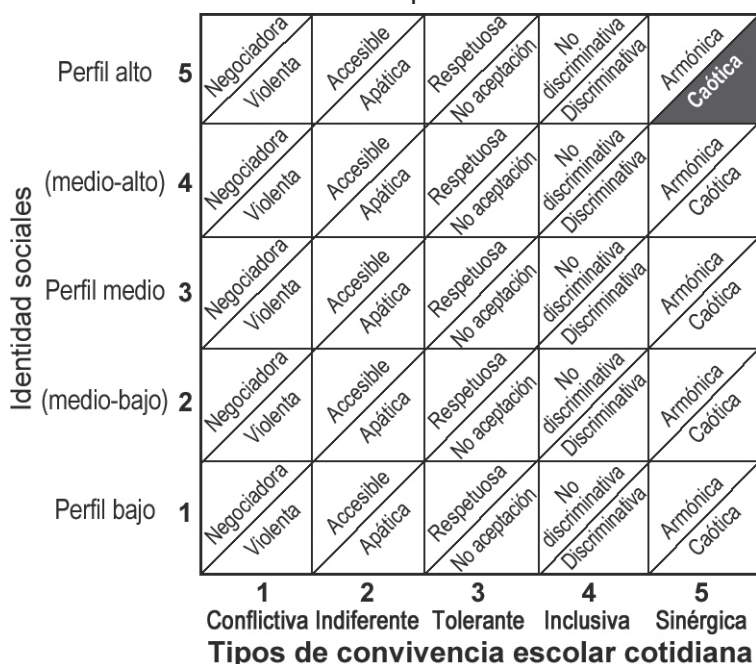 Perfil alto 5 Negociadora Violenta Accesible Apática Respetuosa No aceptación No discriminativa Discriminativa Armónica Caótica
(medio-alto) 4 Negociadora Violenta Accesible Apática Respetuosa No aceptación No discriminativa Discriminativa Armónica Caótica
Identidad sociales
Perfil medio 3 Negociadora Violenta Accesible Apática Respetuosa No aceptación No discriminativa Discriminativa Armónica Caótica
(medio-bajo) 2 Negociadora Violenta Accesible Apática Respetuosa No aceptación No discriminativa Discriminativa Armónica Caótica
Perfil bajo 1 Negociadora Violenta Accesible Apática Respetuosa No aceptación No discriminativa Discriminativa Armónica Caótica
1 2 3 4 5
Conflictiva Indiferente Tolerante Inclusiva Sinérgica
Tipos de convivencia escolar cotidiana